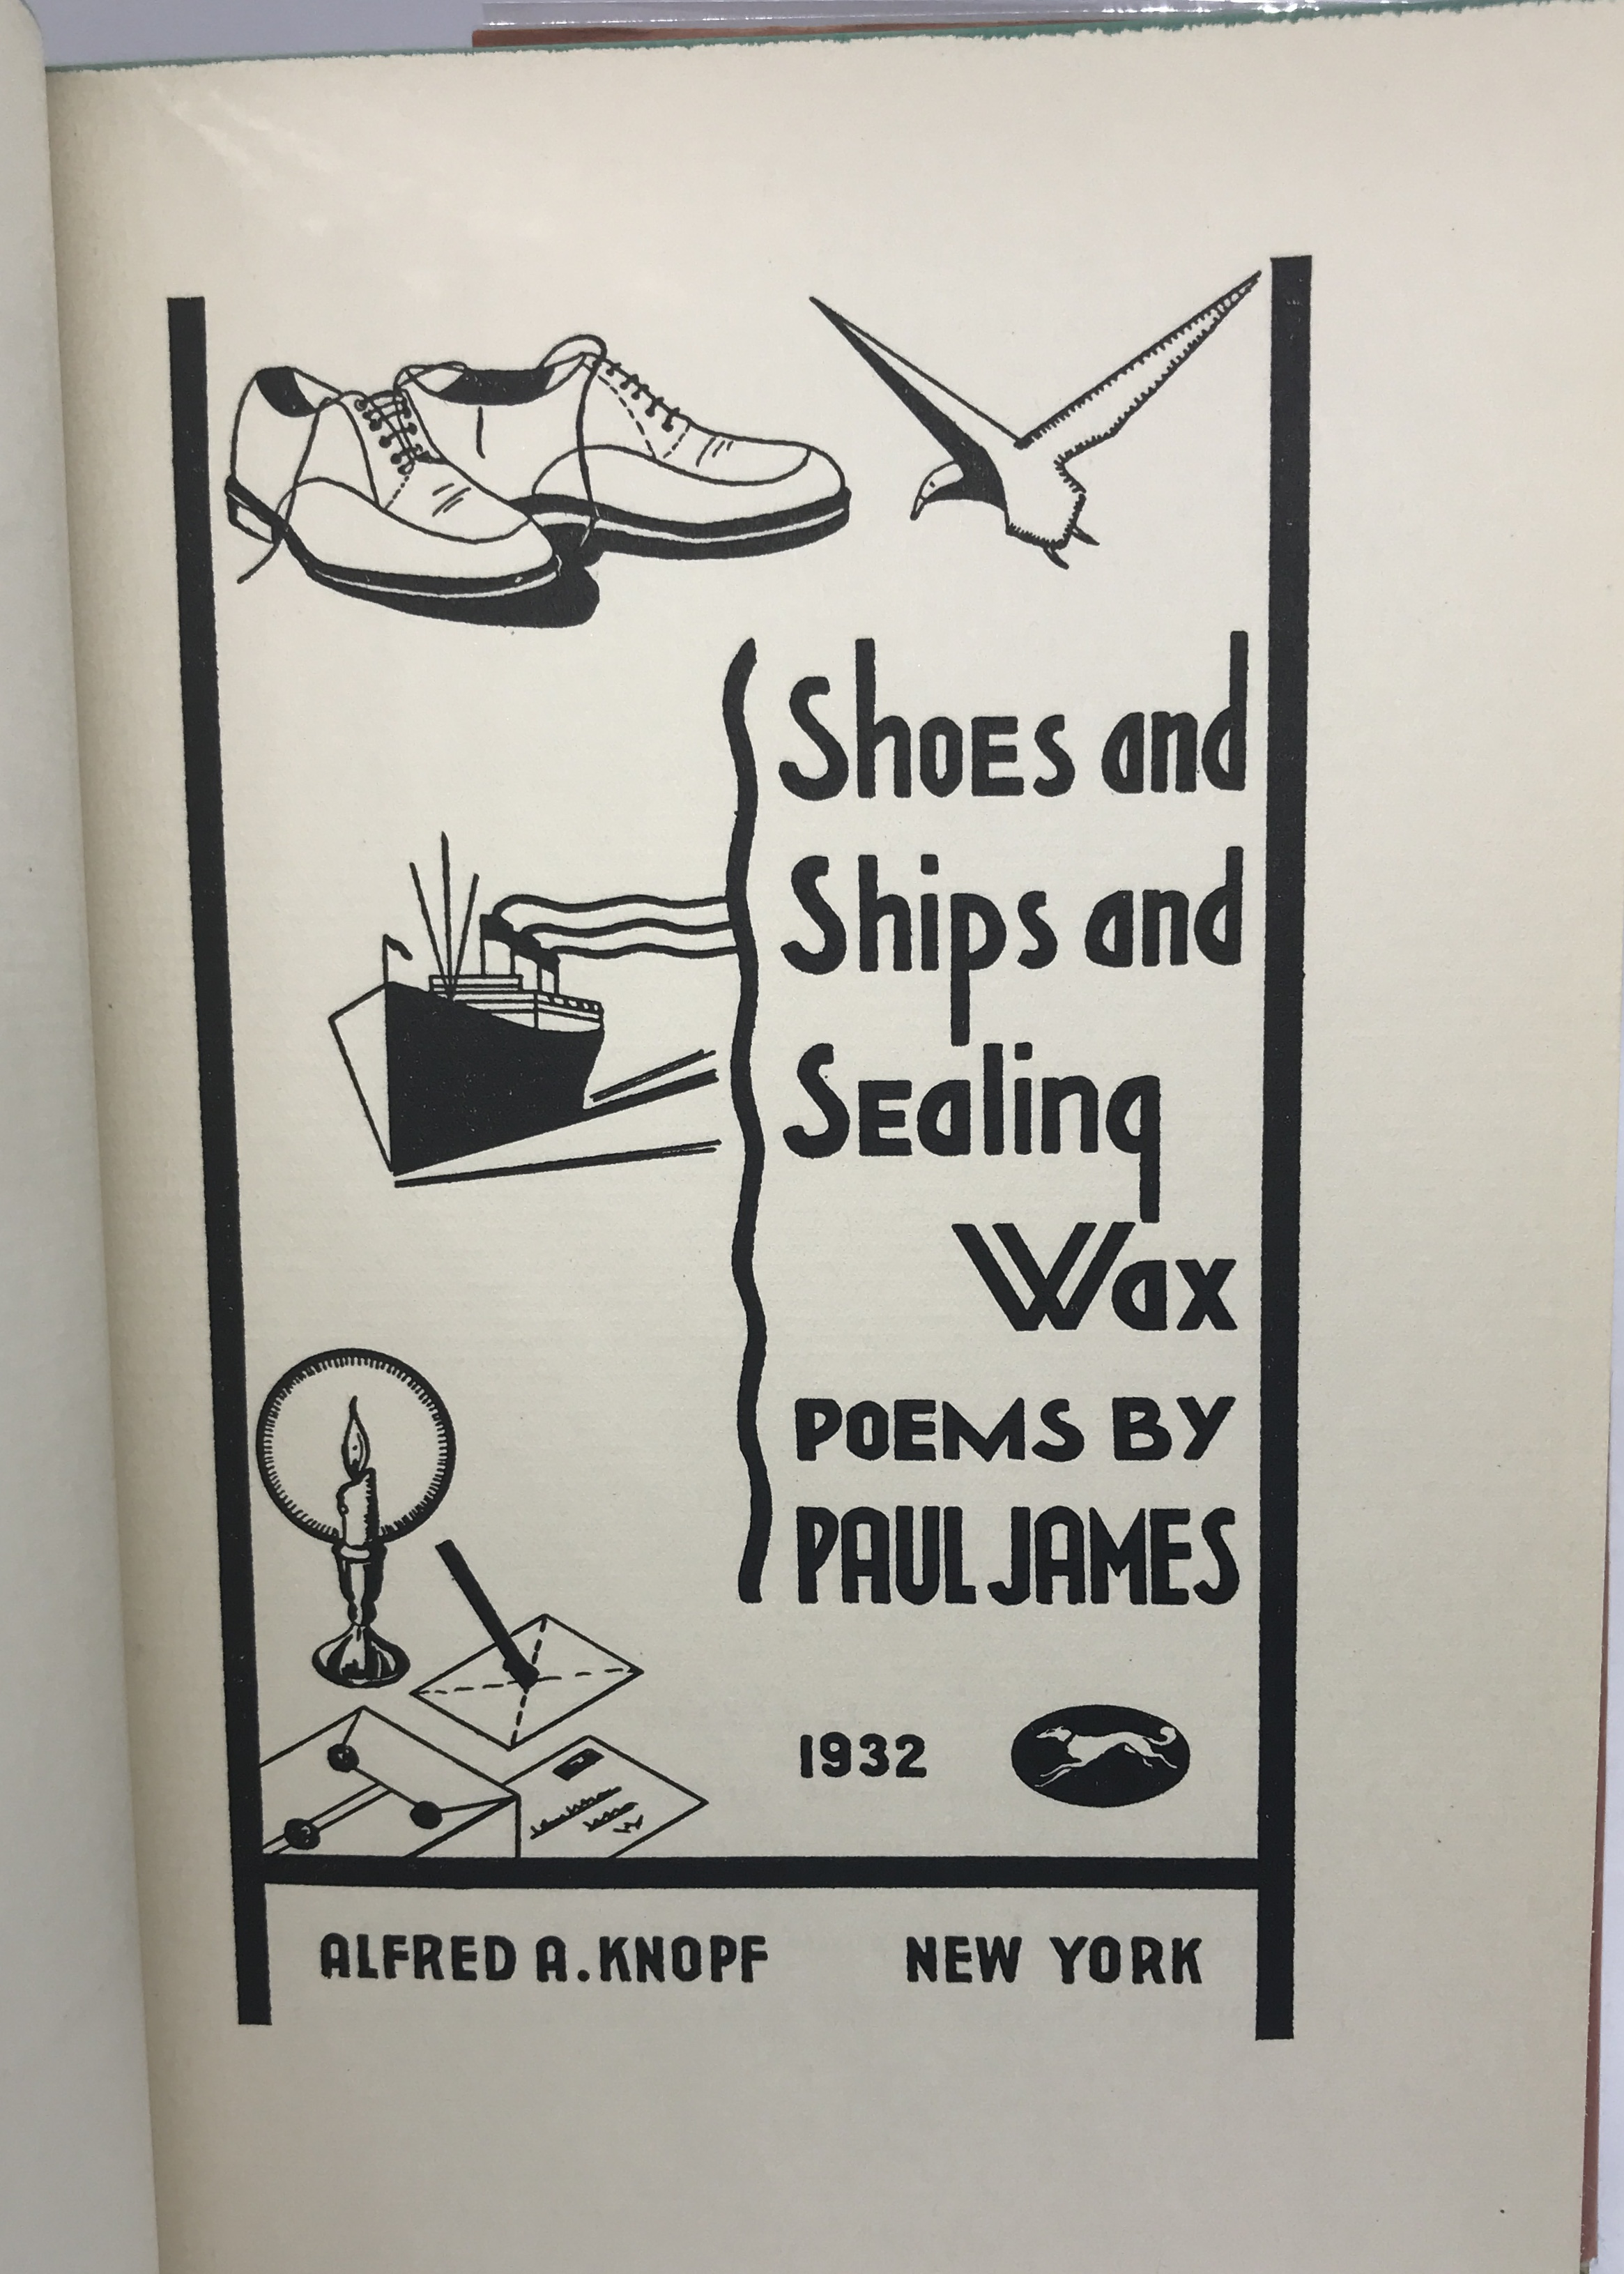 Shoes and
Ships and
Sealing
Wax
POEMS BY
PAUL JAMES
1932
ALFRED A. KNOPF NEW YORK